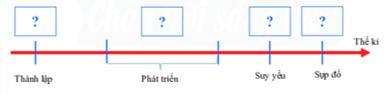 ? ? ? ?
Thế kỉ
Thành lập Phát triển Suy yếu Sụp đổ